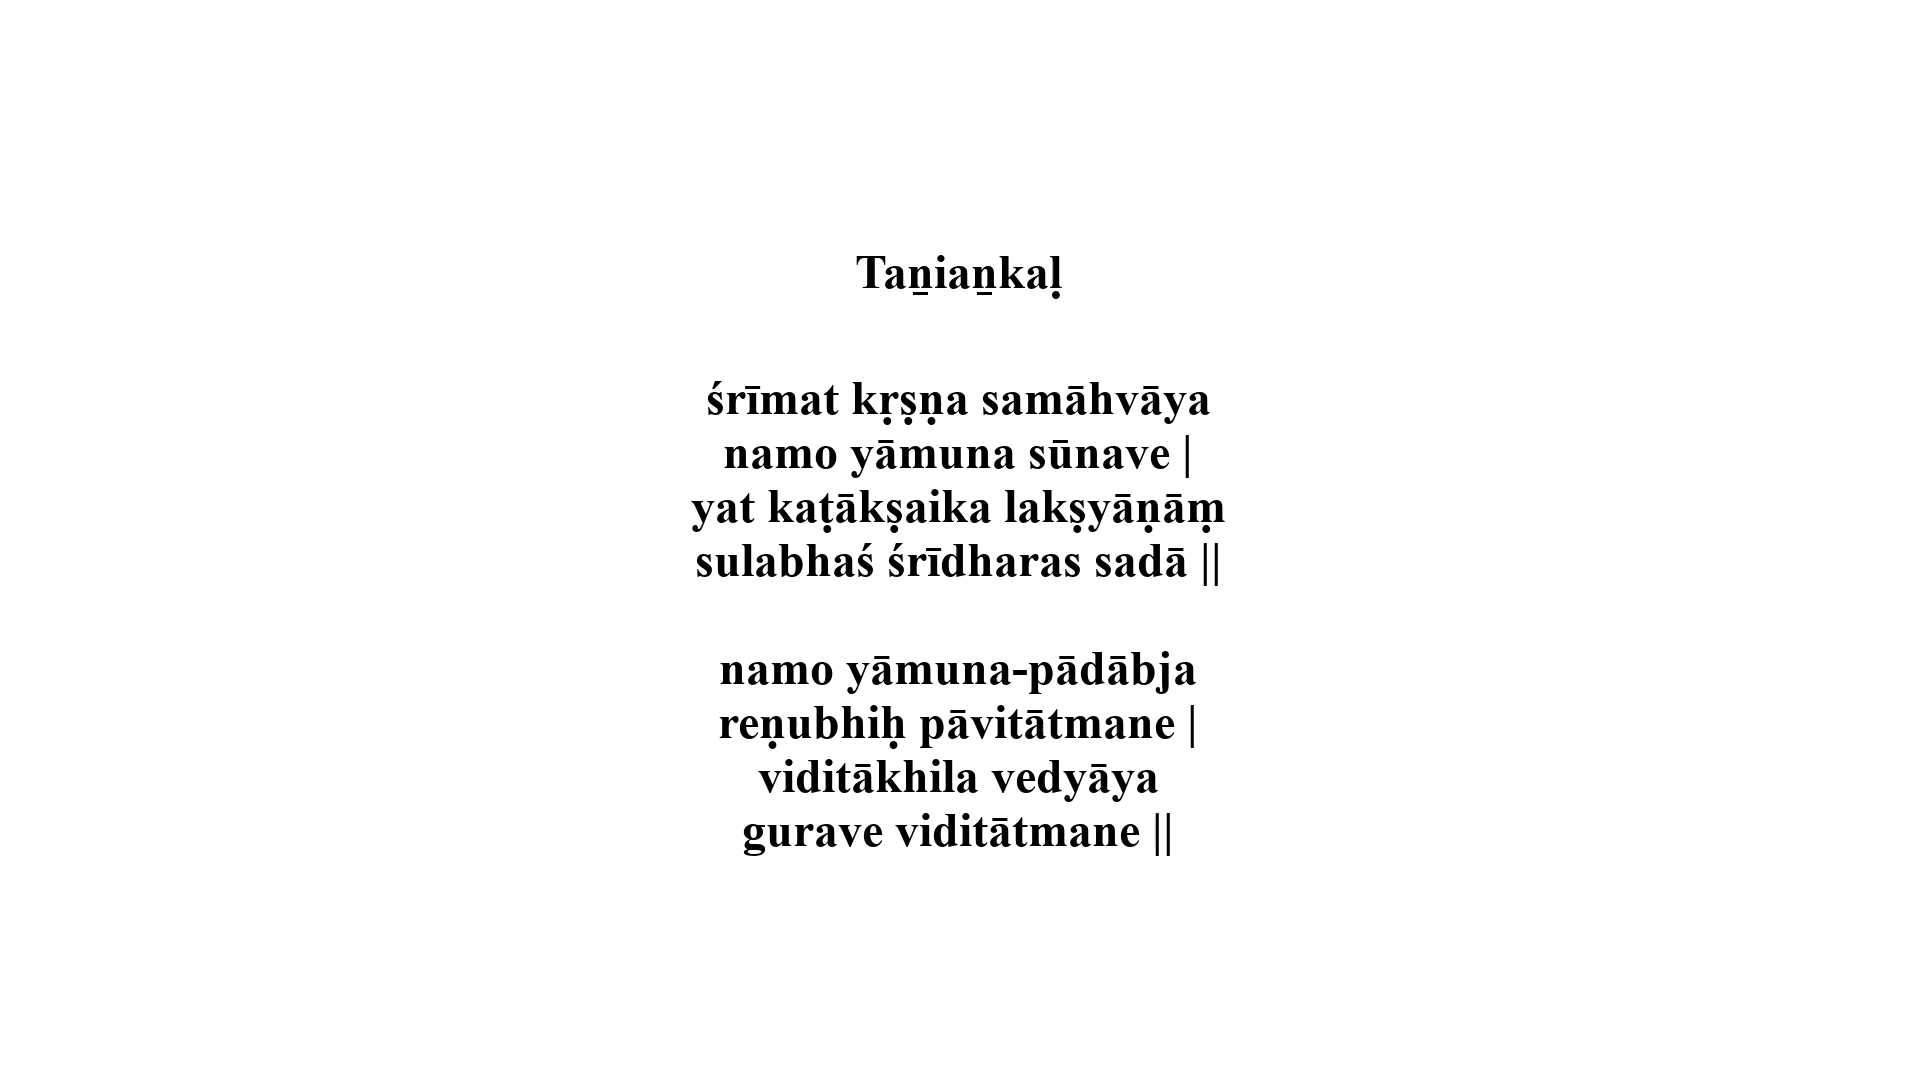 Taṉiaṉkaḷ
śrīmat kṛṣṇa samāhvāya
namo yāmuna sūnave |
yat kaṭākṣaika lakṣyāṇāṃ
sulabhaś śrīdharas sadā ||
namo yāmuna-pādābja
reṇubhiḥ pāvitātmane |
viditākhila vedyāya
gurave viditātmane ||